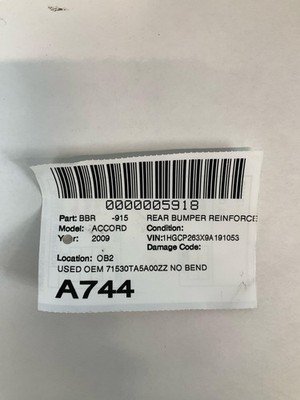 0000005918
Part: BBR -915 REAR BUMPER REINFORCE
Model: ACCORD Condition:
Year: 2009 VIN:1HGCP263X9A191053
Damage Code:
Location: OB2
USED OEM 71530TA5A00ZZ NO BEND
A744